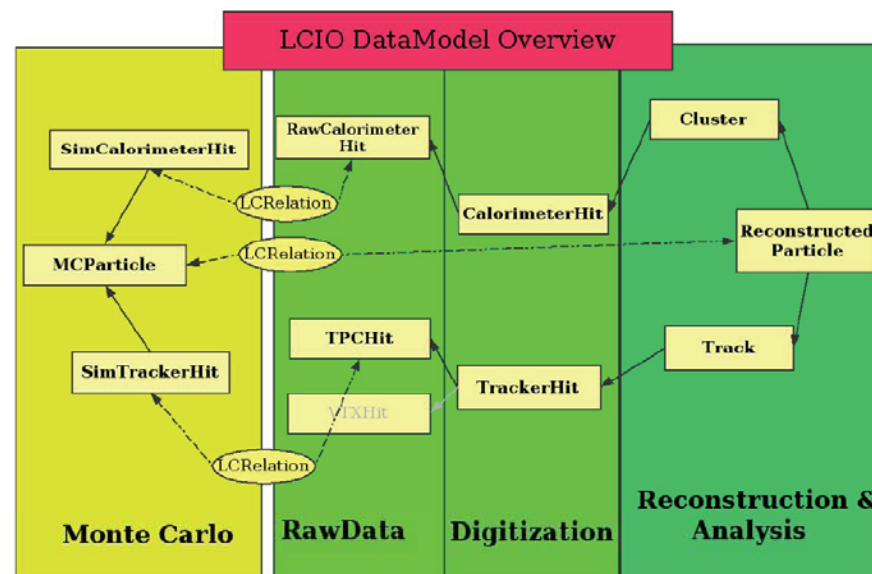 LCIO DataModel Overview
SimCalorimeterHit
RawCalorimeter
Hit
Cluster
LCRelation
CalorimeterHit
Reconstructed
Particle
MCParticle
LCRelation
TPCHit
Track
SimTrackerHit
TrackerHit
VTXHit
LCRelation
Monte Carlo
RawData
Digitization
Reconstruction &
Analysis